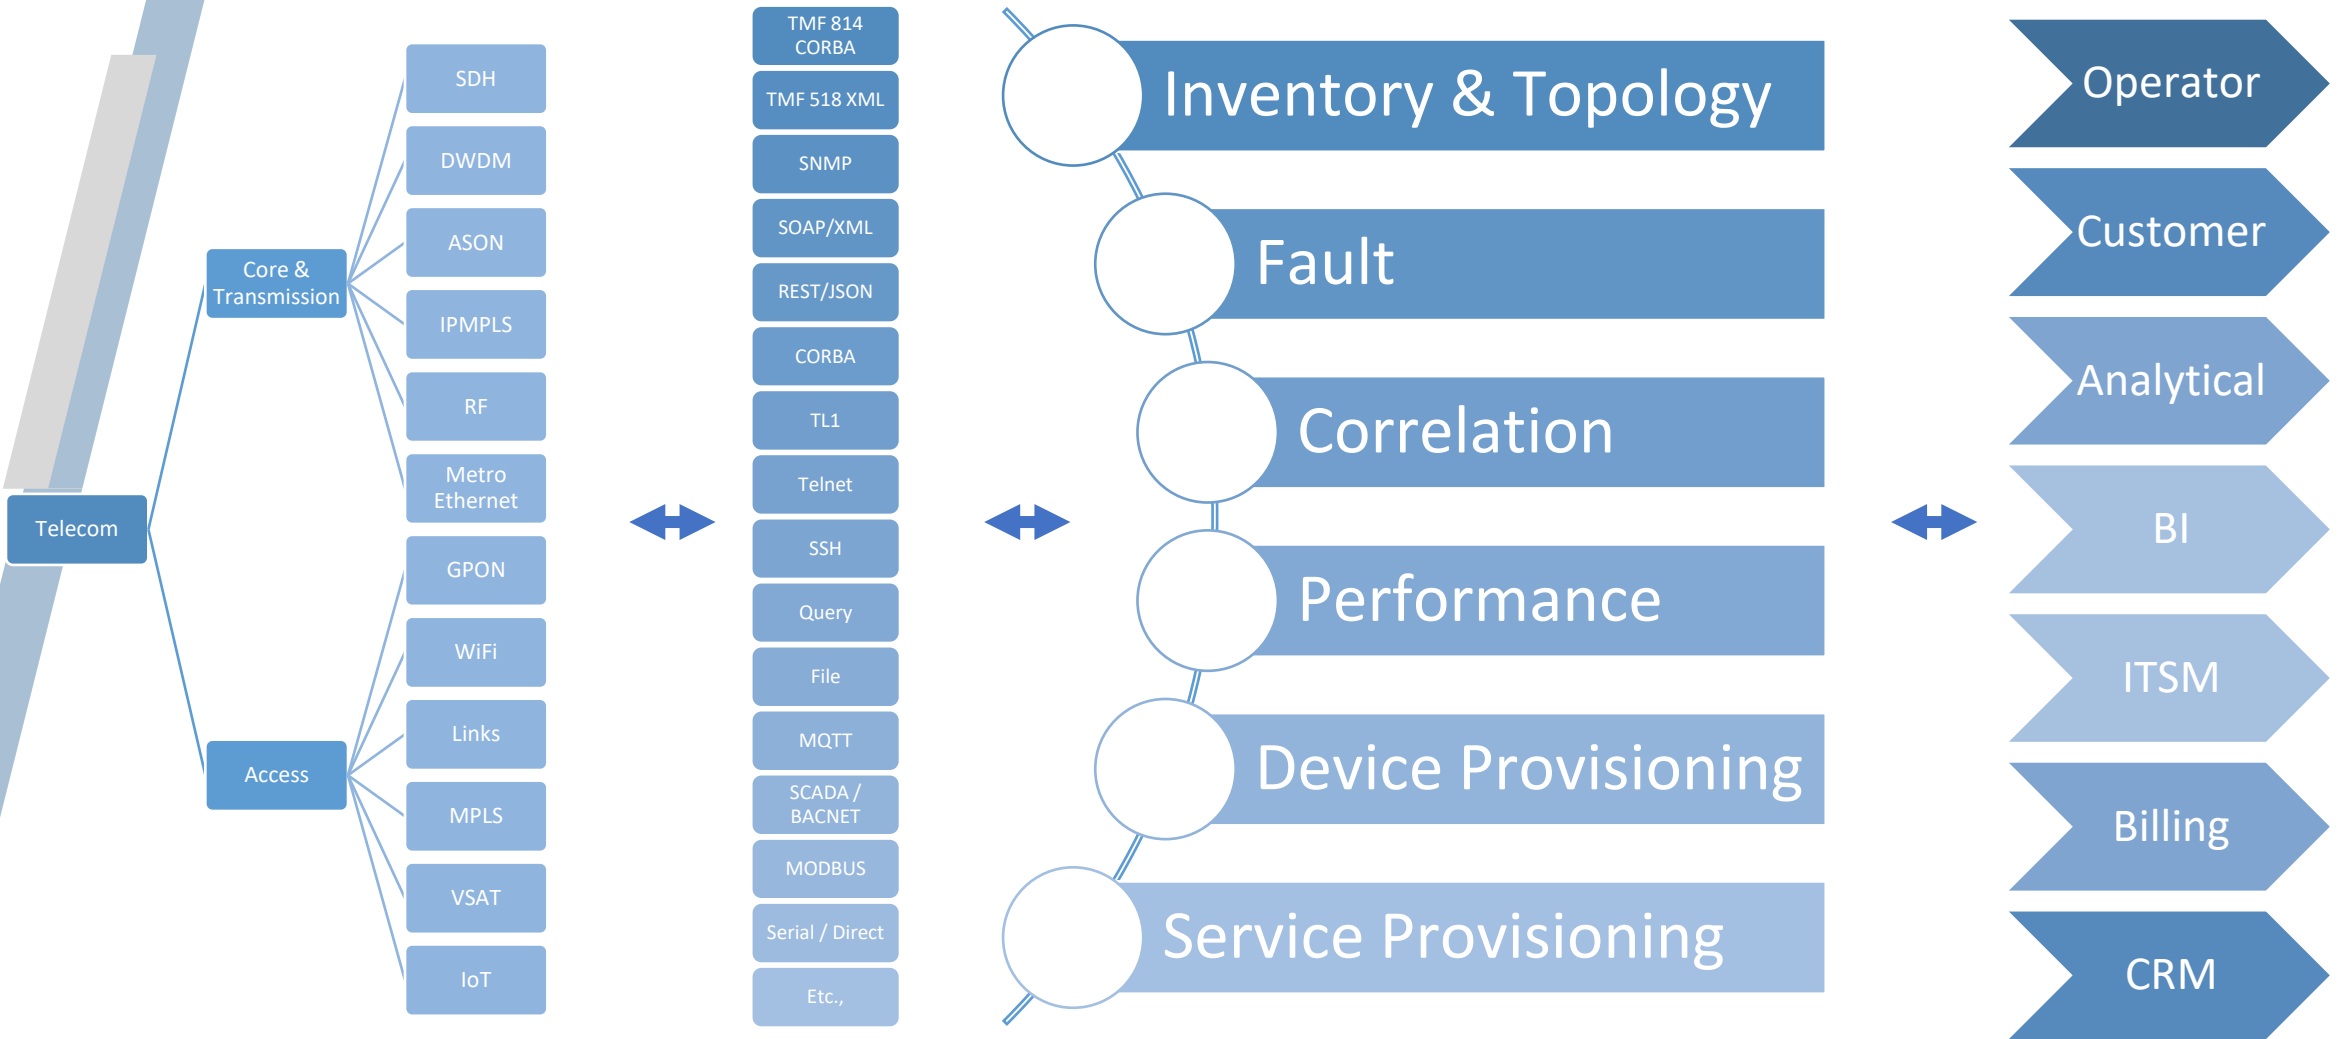 Telecom
Core &
Transmission
SDH
DWDM
ASON
IPMPLS
RF
Metro
Ethernet
Access
GPON
WiFi
Links
MPLS
VSAT
IoT
TMF 814
CORBA
TMF 518 XML
SNMP
SOAP/XML
REST/JSON
CORBA
TL1
Telnet
SSH
Query
File
MQTT
SCADA /
BACNET
MODBUS
Serial / Direct
Etc.,
Inventory & Topology
Fault
Correlation
Performance
Device Provisioning
Service Provisioning
Operator
Customer
Analytical
BI
ITSM
Billing
CRM